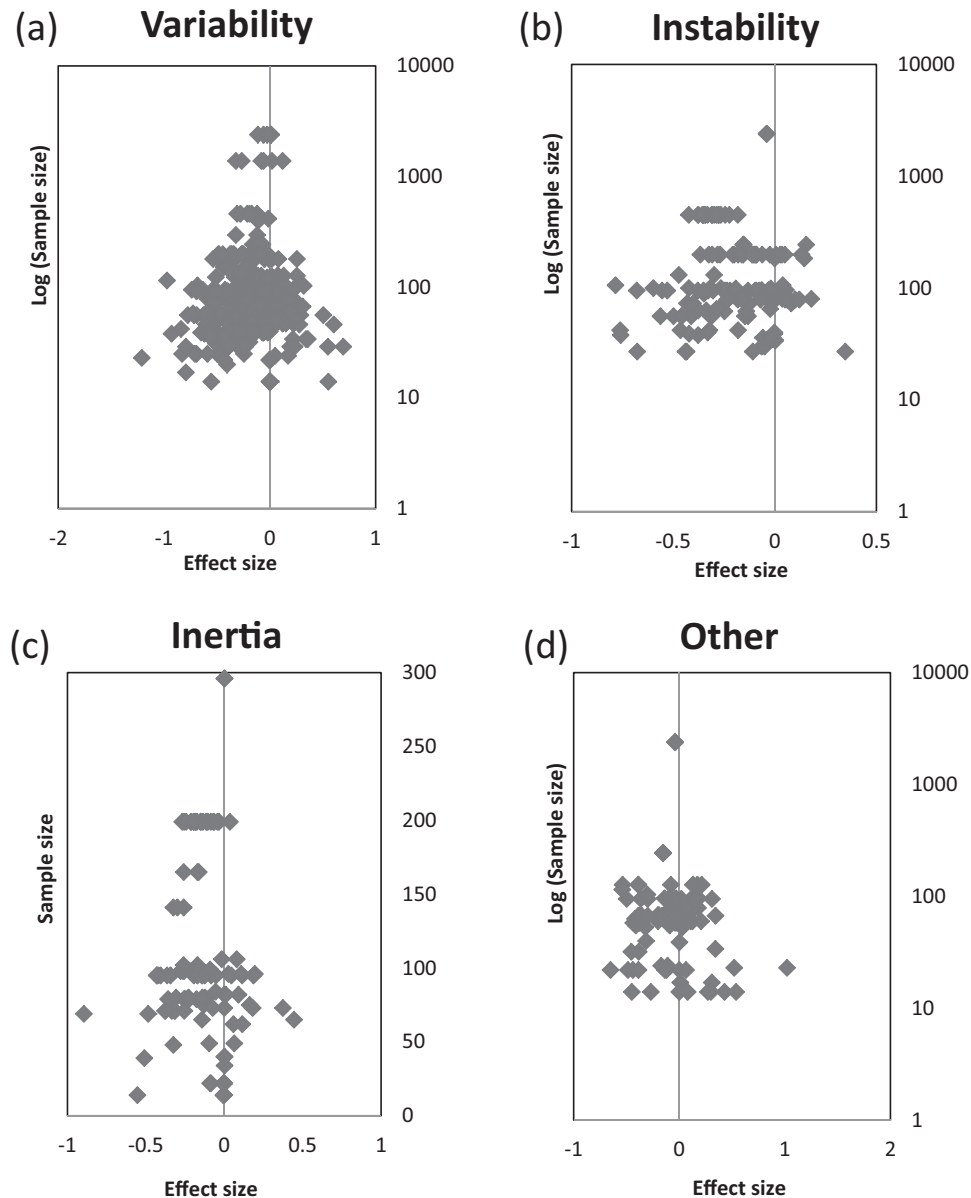 (a)
Variability
10000
1000
100
10
1
Log (Sample size)
-2
-1
0
1
Effect size
(b)
Instability
10000
1000
100
10
1
Log (Sample size)
-1
-0.5
0
0.5
Effect size
(c)
Inertia
300
250
200
150
100
50
0
Sample size
-1
-0.5
0
0.5
1
Effect size
(d)
Other
10000
1000
100
10
1
Log (Sample size)
-1
0
1
2
Effect size